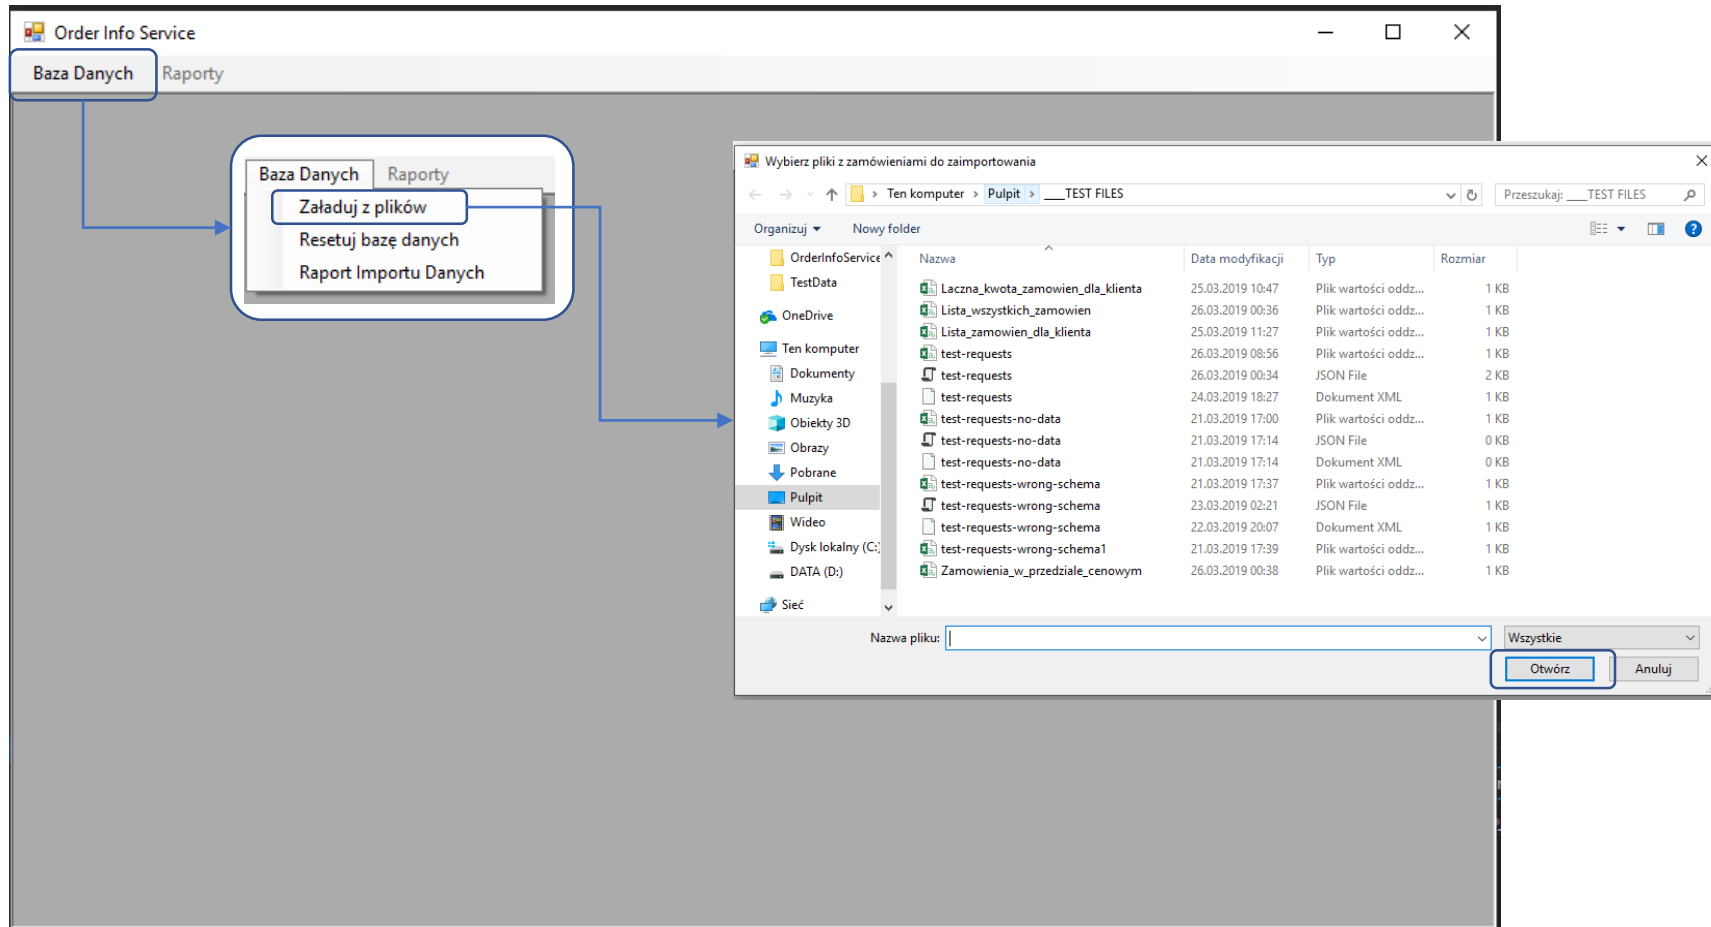 Order Info Service
Baza Danych Raporty
Baza Danych Raporty
Załaduj z plików
Resetuj bazę danych
Raport Importu Danych
Wybierz pliki z zamówieniami do zaimportowania
Ten komputer > Pulpit > ___TEST FILES
Przeszukaj: ___TEST FILES
Organizuj Nowy folder
OrderInfoService
TestData
OneDrive
Ten komputer
Dokumenty
Muzyka
Obiekty 3D
Obrazy
Pobrane
Pulpit
Wideo
Dysk lokalny (C:)
DATA (D:)
Sieć
Nazwa Data modyfikacji Typ Rozmiar
Laczna_kwota_zamowien_dla_klienta 25.03.2019 10:47 Plik wartości oddz... 1 KB
Lista_wszystkich_zamowien 26.03.2019 00:36 Plik wartości oddz... 1 KB
Lista_zamowien_dla_klienta 25.03.2019 11:27 Plik wartości oddz... 1 KB
test-requests 26.03.2019 08:56 Plik wartości oddz... 1 KB
test-requests 26.03.2019 00:34 JSON File 2 KB
test-requests 24.03.2019 18:27 Dokument XML 1 KB
test-requests-no-data 21.03.2019 17:00 Plik wartości oddz... 1 KB
test-requests-no-data 21.03.2019 17:14 JSON File 0 KB
test-requests-no-data 21.03.2019 17:14 Dokument XML 0 KB
test-requests-wrong-schema 21.03.2019 17:37 Plik wartości oddz... 1 KB
test-requests-wrong-schema 23.03.2019 02:21 JSON File 1 KB
test-requests-wrong-schema 22.03.2019 20:07 Dokument XML 1 KB
test-requests-wrong-schema1 21.03.2019 17:39 Plik wartości oddz... 1 KB
Zamowienia_w_przedziale_cenowym 26.03.2019 00:38 Plik wartości oddz... 1 KB
Nazwa pliku: Wszystkie
Otwórz Anuluj